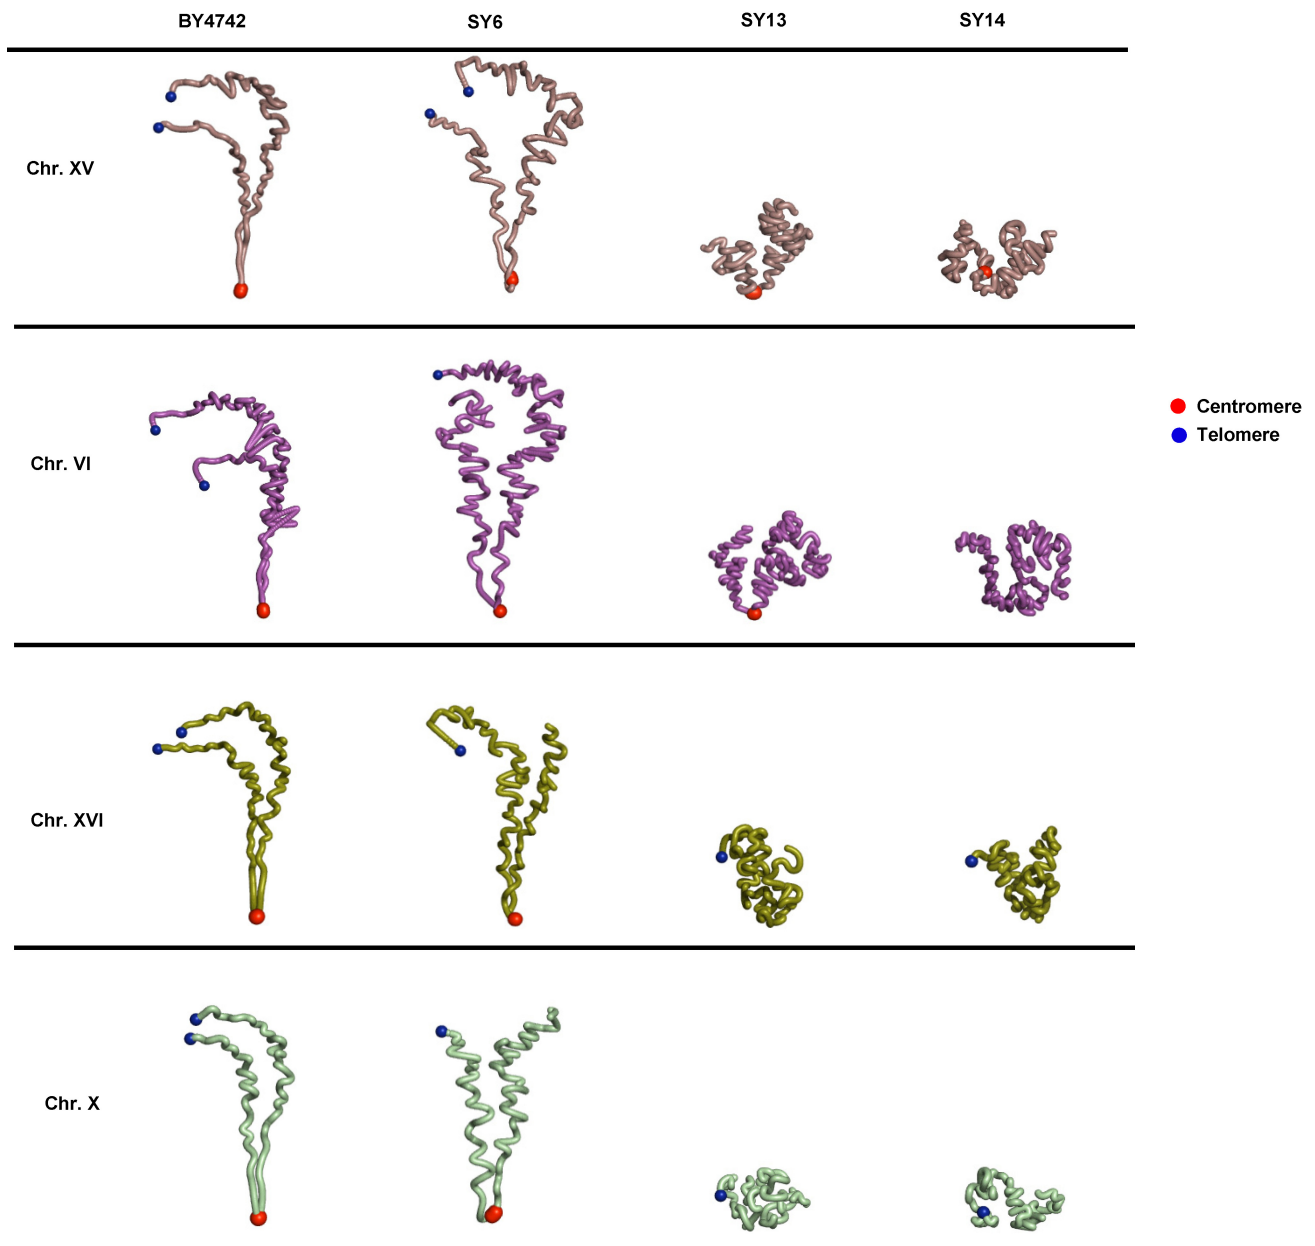 BY4742 SY6 SY13 SY14
Chr. XV
Chr. VI
Centromere
Telomere
Chr. XVI
Chr. X